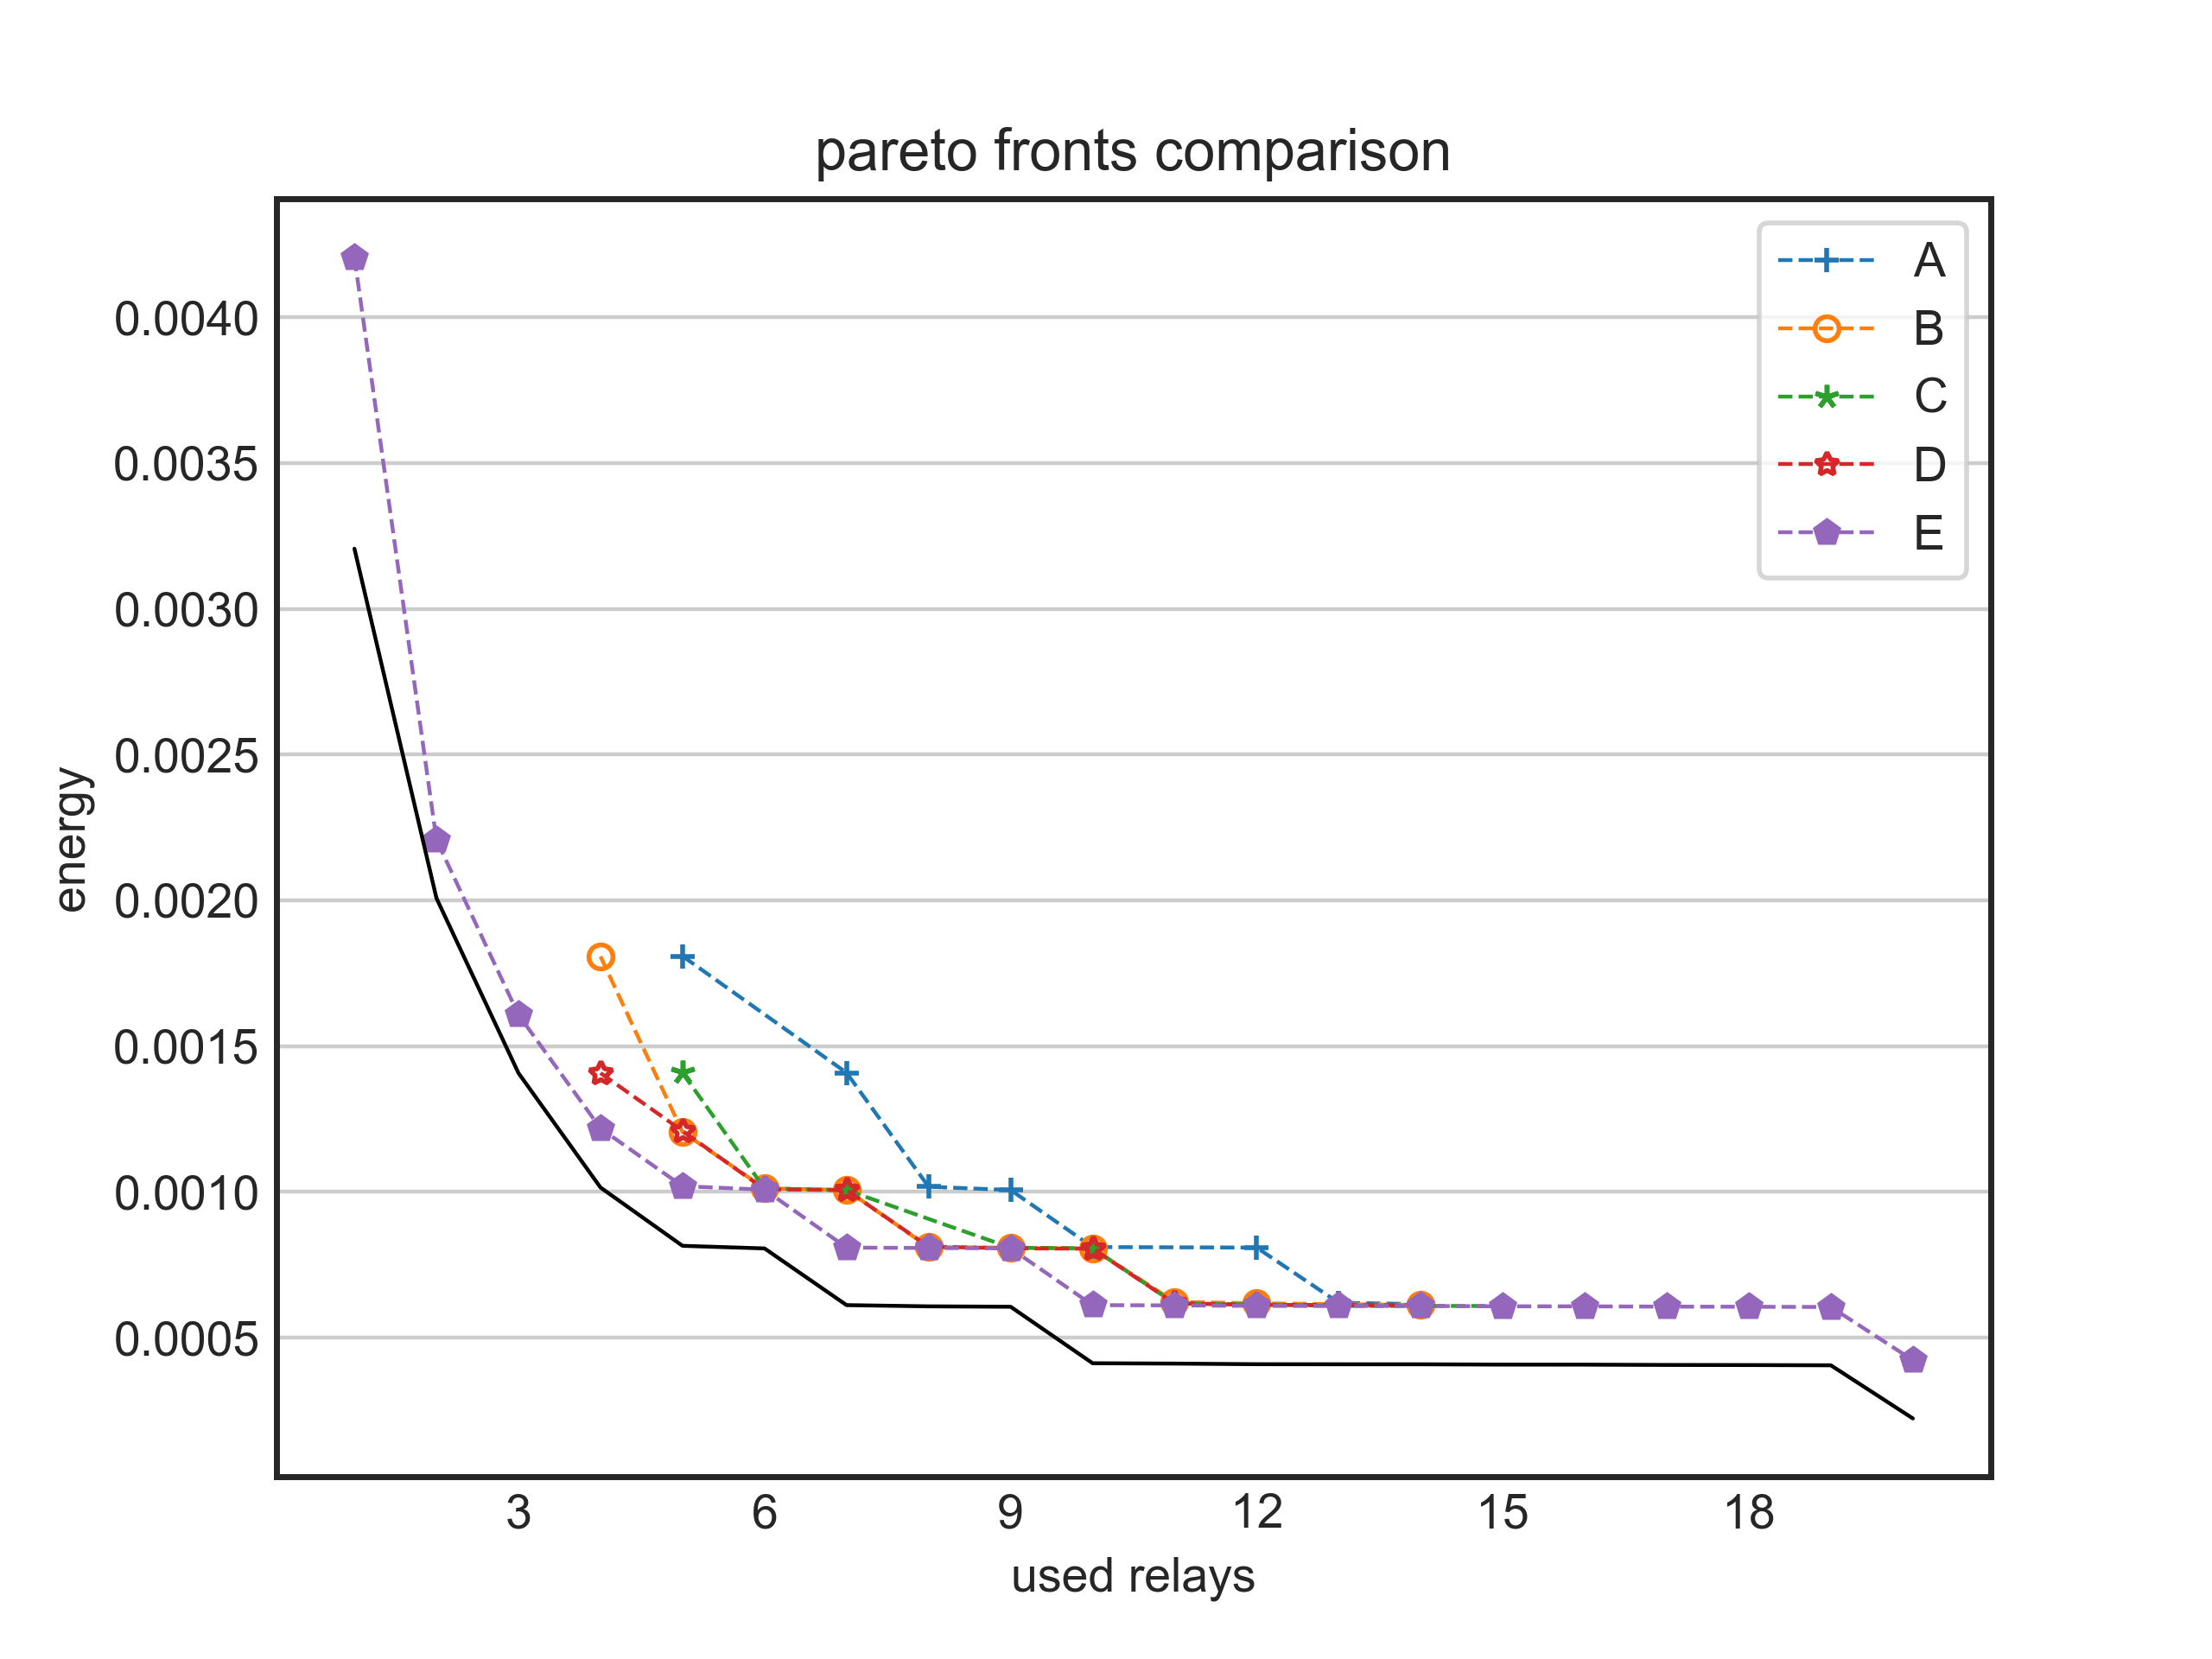 pareto fronts comparison
A
B
C
D
E
0.0040
0.0035
0.0030
0.0025
0.0020
0.0015
0.0010
0.0005
energy
3 6 9 12 15 18
used relays